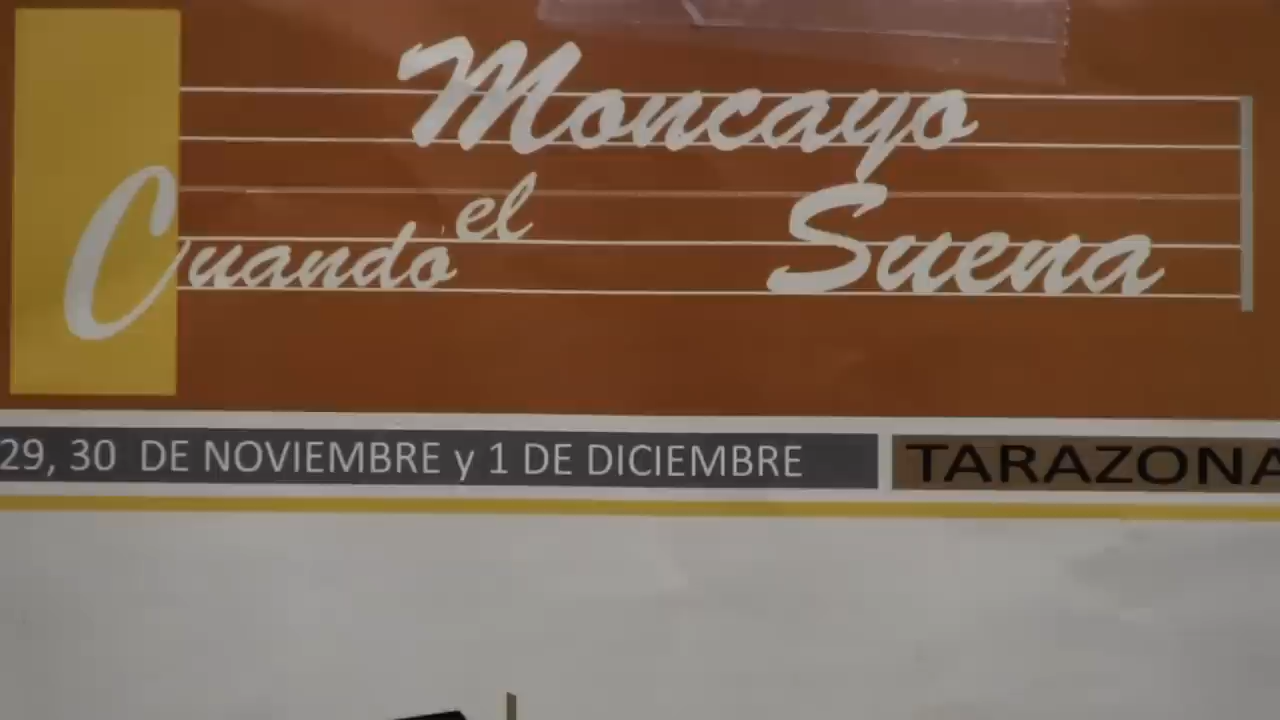 Cuando el Moncayo Suena
29, 30 DE NOVIEMBRE y 1 DE DICIEMBRE
TARAZONA